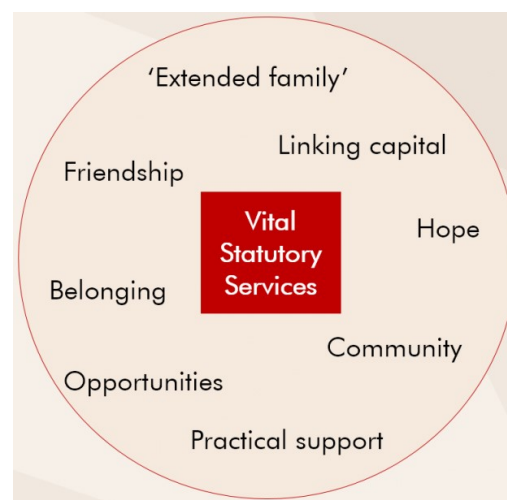 ‘Extended family’
Linking capital
Friendship
Vital
Statutory
Services
Hope
Belonging
Community
Opportunities
Practical support